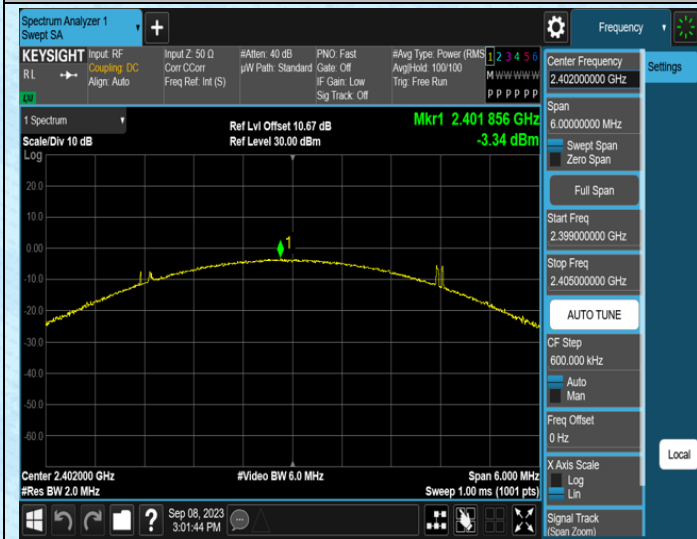 Spectrum Analyzer 1
Swept SA
+
Frequency
KEYSIGHT
RL
Input: RF
Coupling: DC
Align: Auto
Input Z: 50 Ω
Corr CCorr
Freq Ref: Int (S)
#Atten: 40 dB
µW Path: Standard
PNO: Fast
Gate: Off
IF Gain: Low
Sig Track: Off
#Avg Type: Power (RMS
Avg|Hold: 100/100
Trig: Free Run
1 2 3 4 5 6
M W W W W W
P P P P P P
1 Spectrum
Scale/Div 10 dB
Log
Ref Lvl Offset 10.67 dB
Ref Level 30.00 dBm
Mkr1 2.401 856 GHz
-3.34 dBm
20.0
10.0
0.00
-10.0
-20.0
-30.0
-40.0
-50.0
-60.0
1
Center 2.402000 GHz
#Res BW 2.0 MHz
#Video BW 6.0 MHz
Span 6.000 MHz
Sweep 1.00 ms (1001 pts)
?
Sep 08, 2023
3:01:44 PM
Center Frequency
2.402000000 GHz
Span
6.00000000 MHz
Swept Span
Zero Span
Full Span
Start Freq
2.399000000 GHz
Stop Freq
2.405000000 GHz
AUTO TUNE
CF Step
600.000 kHz
Auto
Man
Freq Offset
0 Hz
X Axis Scale
Log
Lin
Signal Track
(Span Zoom)
Settings
Local